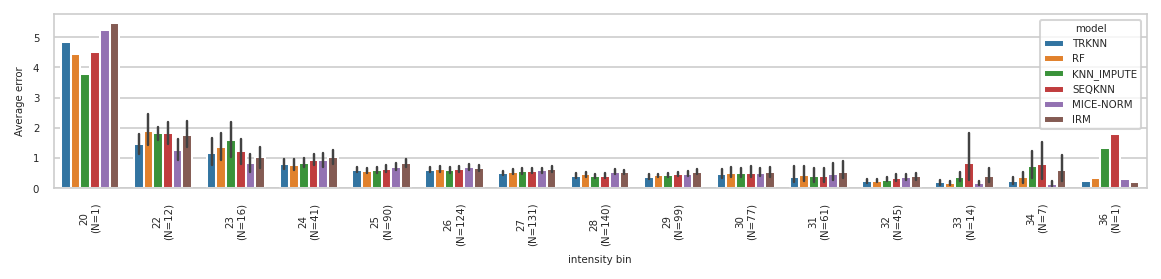 Average error
5
4
3
2
1
0
model
TRKNN
RF
KNN_IMPUTE
SEQKNN
MICE-NORM
IRM
20
(N=1)
22
(N=12)
23
(N=16)
24
(N=41)
25
(N=90)
26
(N=124)
27
(N=131)
28
(N=140)
29
(N=99)
30
(N=77)
31
(N=61)
32
(N=45)
33
(N=14)
34
(N=7)
36
(N=1)
intensity bin